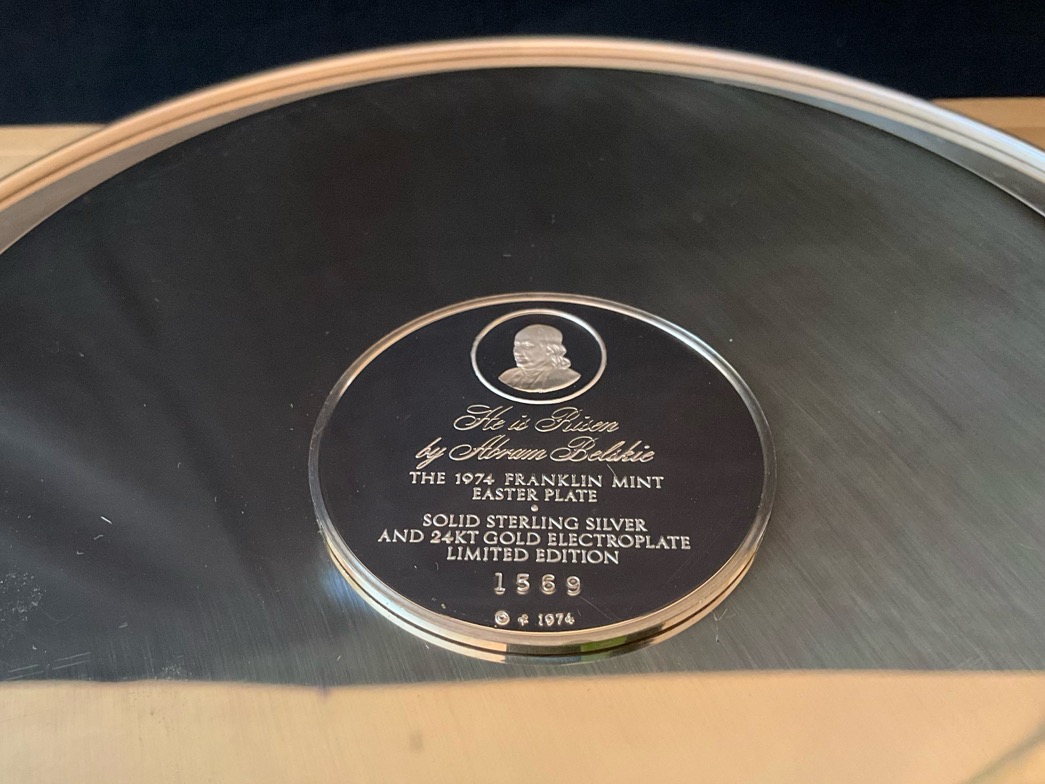 He is Risen
by Abram Belskie
THE 1974 FRANKLIN MINT
EASTER PLATE
SOLID STERLING SILVER
AND 24KT GOLD ELECTROPLATE
LIMITED EDITION
1569
© 1974